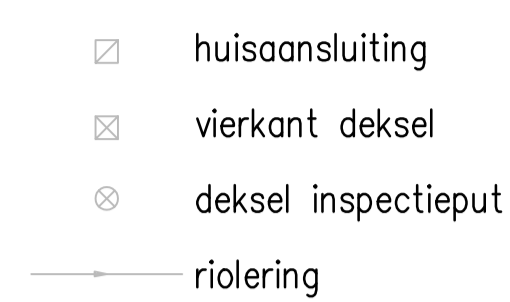 huisaansluiting
vierkant deksel
deksel inspectieput
riolering